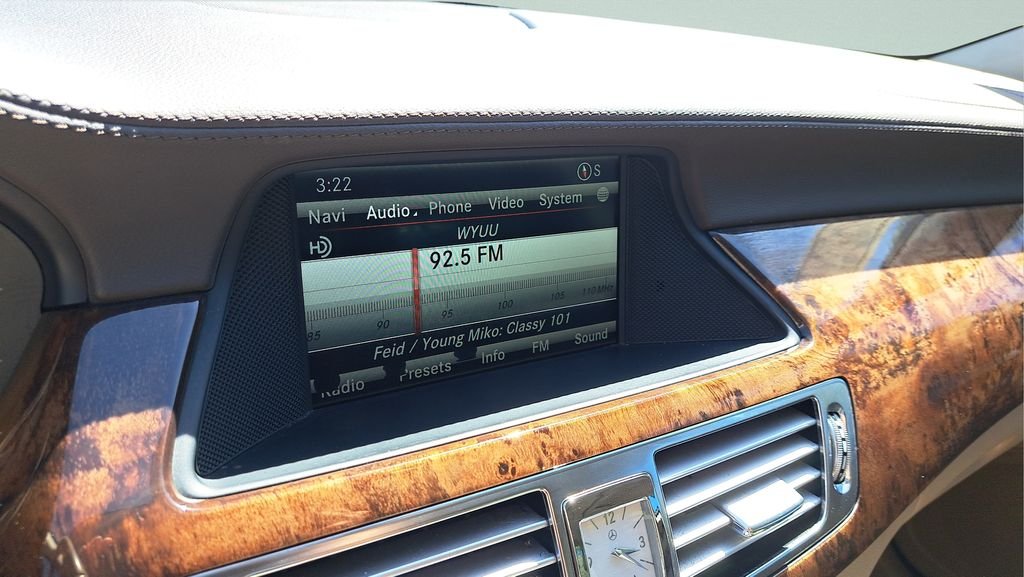 3:22 S
Navi Audio Phone Video System
HD WYUU
92.5 FM
85 90 95 100 105 110 MHz
Feid / Young Miko: Classy 101
Radio Presets Info FM Sound
12
3